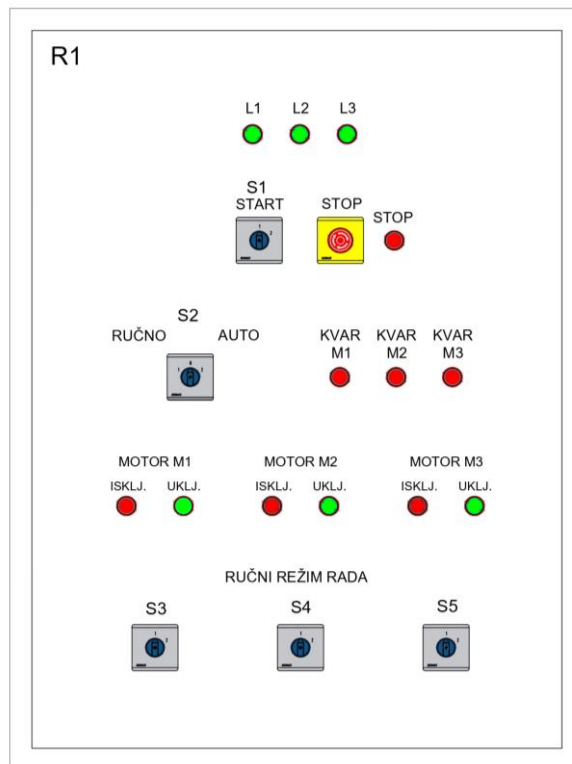 R1
L1 L2 L3
S1
START STOP
STOP
S2
RUČNO AUTO
KVAR KVAR KVAR
M1 M2 M3
MOTOR M1 MOTOR M2 MOTOR M3
ISKLJ. UKLJ. ISKLJ. UKLJ. ISKLJ. UKLJ.
RUČNI REŽIM RADA
S3 S4 S5